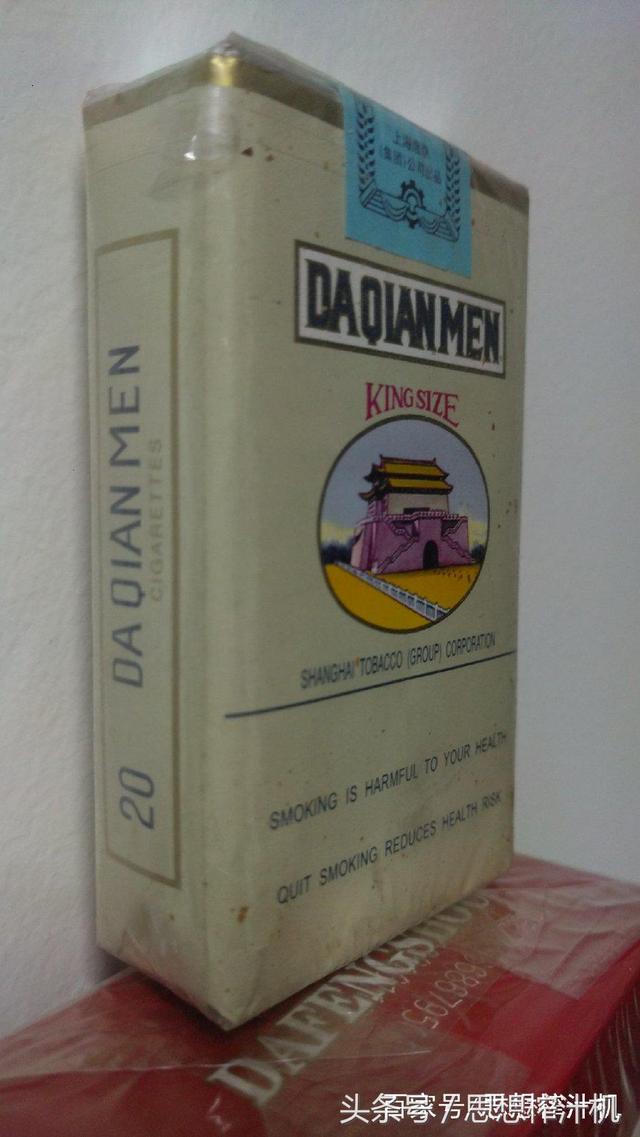 上海烟草
(集团)公司出品
DAQIANMEN
KING SIZE
SHANGHAI TOBACCO (GROUP) CORPORATION
SMOKING IS HARMFUL TO YOUR HEALTH
QUIT SMOKING REDUCES HEALTH RISK
20 DA QIAN MEN
CIGARETTES
DAFENGSHOU
头条号/思想榨汁机